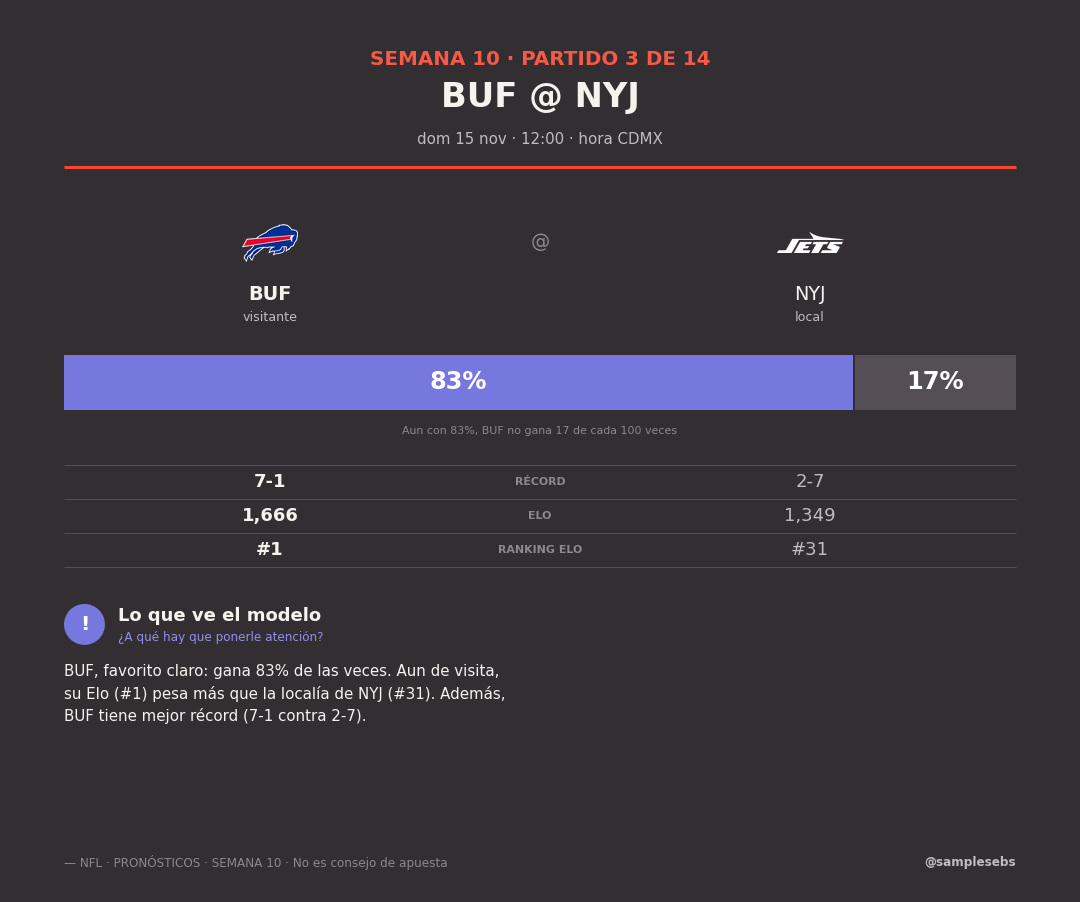 SEMANA 10 · PARTIDO 3 DE 14
BUF @ NYJ
dom 15 nov · 12:00 · hora CDMX
@
JETS
BUF
NYJ
visitante
local
83%
17%
Aun con 83%, BUF no gana 17 de cada 100 veces
7-1 RÉCORD 2-7
1,666 ELO 1,349
#1 RANKING ELO #31
!
Lo que ve el modelo
¿A qué hay que ponerle atención?
BUF, favorito claro: gana 83% de las veces. Aun de visita,
su Elo (#1) pesa más que la localía de NYJ (#31). Además,
BUF tiene mejor récord (7-1 contra 2-7).
— NFL · PRONÓSTICOS · SEMANA 10 · No es consejo de apuesta
@samplesebs